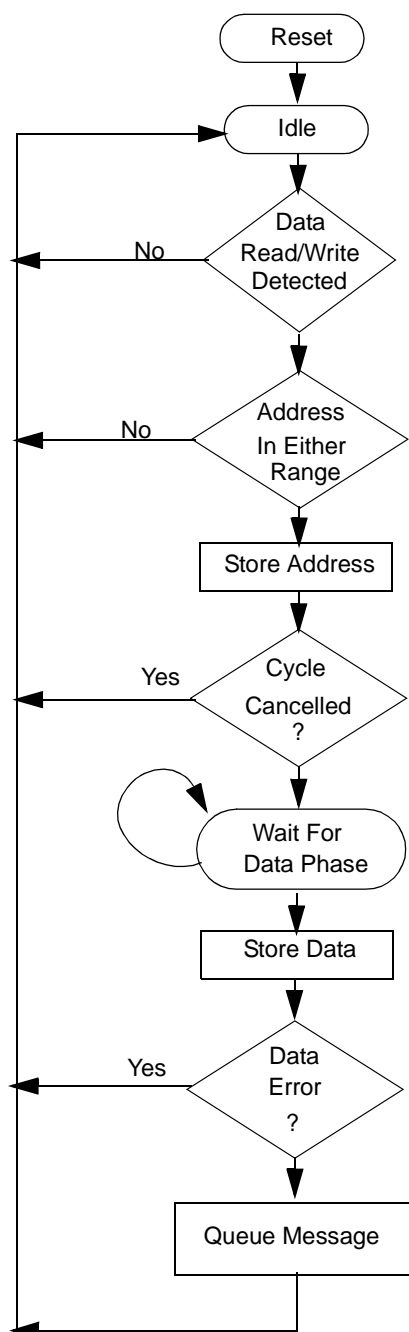 Reset
Idle
Data
Read/Write
Detected
No
Address
In Either
Range
No
Store Address
Cycle
Cancelled
?
Yes
Wait For
Data Phase
Store Data
Data
Error
?
Yes
Queue Message